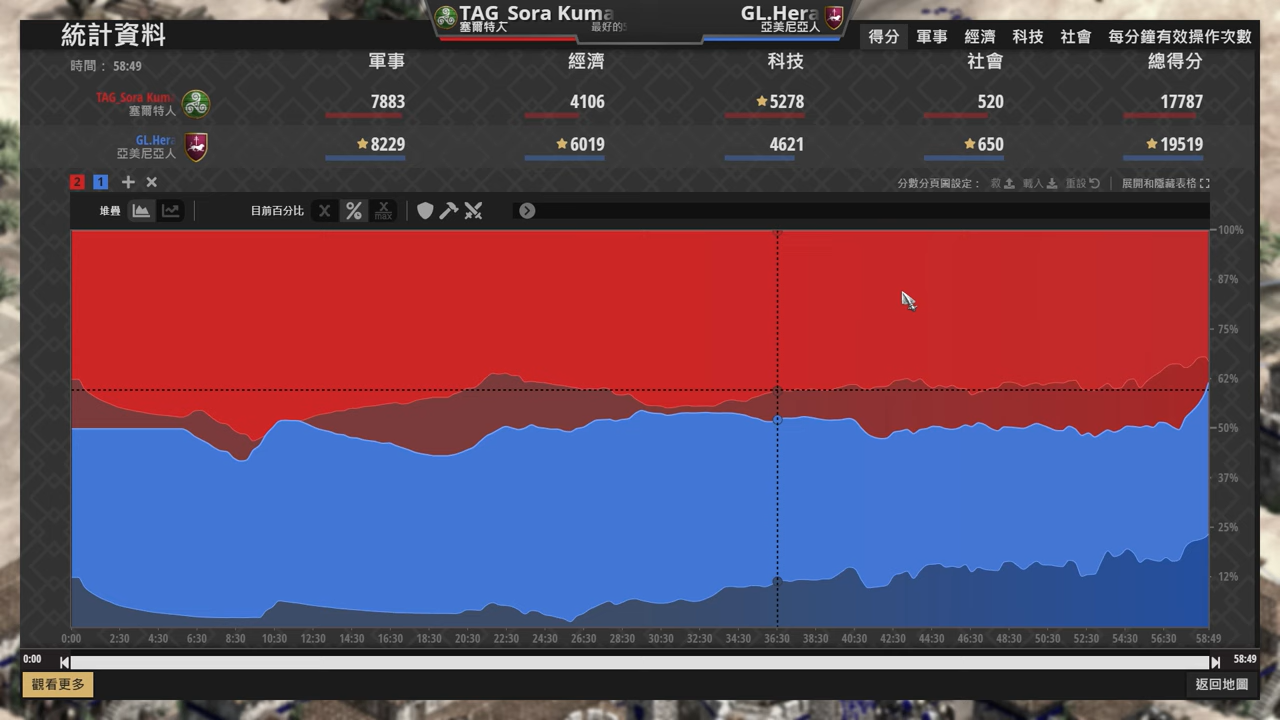 TAG_Sora Kuma
塞爾特人
最好的
GL.Hera
亞美尼亞人
統計資料
得分 軍事 經濟 科技 社會 每分鐘有效操作次數
時間： 58:49
軍事 經濟 科技 社會 總得分
TAG_Sora Kum
塞爾特人
7883 4106 5278 520 17787
GL.Hera
亞美尼亞人
8229 6019 4621 650 19519
2 1
分數分頁圖設定： 載入 重設 展開和隱藏表格
堆疊 目前百分比 X % X max
100%
87%
75%
62%
50%
37%
25%
12%
0:00 2:30 4:30 6:30 8:30 10:30 12:30 14:30 16:30 18:30 20:30 22:30 24:30 26:30 28:30 30:30 32:30 34:30 36:30 38:30 40:30 42:30 44:30 46:30 48:30 50:30 52:30 54:30 56:30 58:49
0:00 58:49
觀看更多 返回地圖